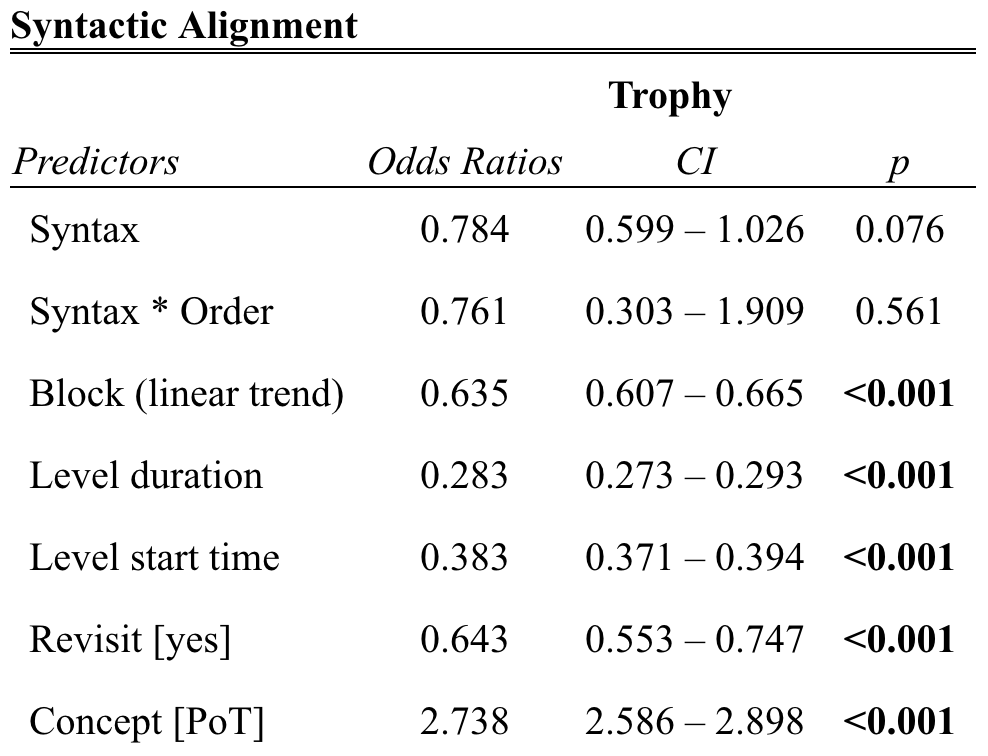 Syntactic Alignment
Trophy
Predictors Odds Ratios CI p
Syntax 0.784 0.599 – 1.026 0.076
Syntax * Order 0.761 0.303 – 1.909 0.561
Block (linear trend) 0.635 0.607 – 0.665 <0.001
Level duration 0.283 0.273 – 0.293 <0.001
Level start time 0.383 0.371 – 0.394 <0.001
Revisit [yes] 0.643 0.553 – 0.747 <0.001
Concept [PoT] 2.738 2.586 – 2.898 <0.001